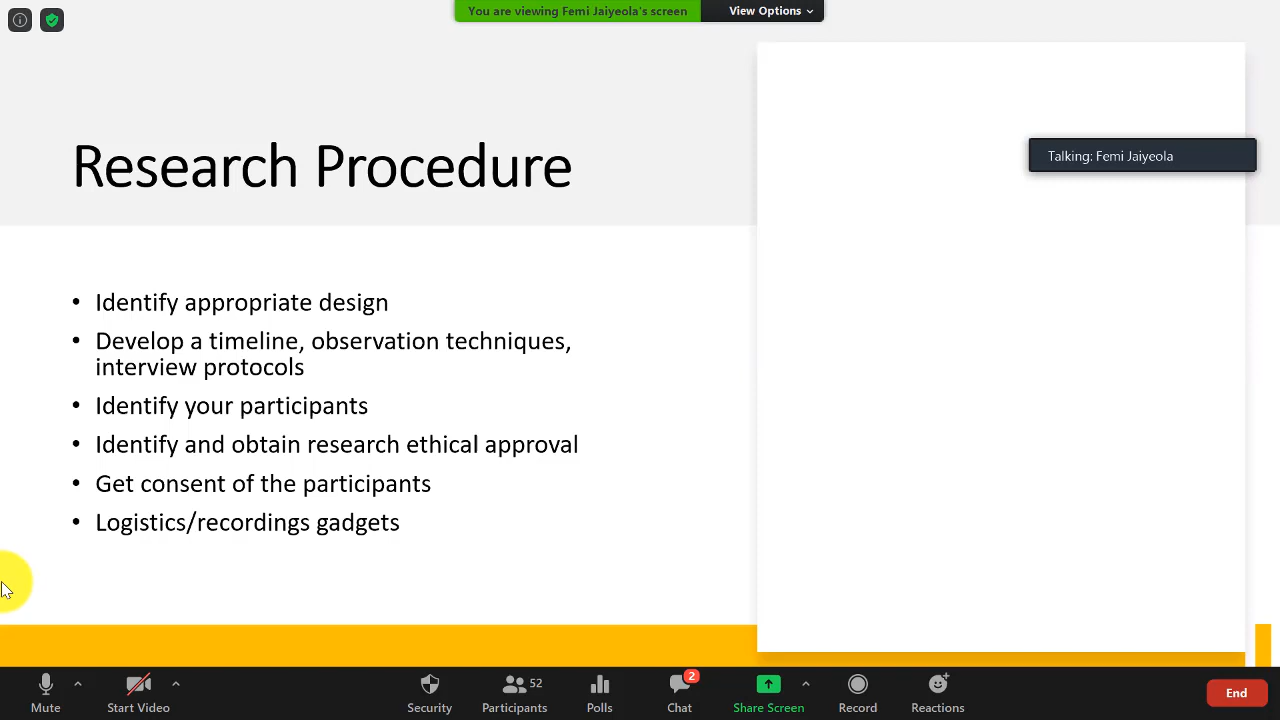 You are viewing Femi Jaiyeola's screen
View Options
Talking: Femi Jaiyeola
Research Procedure
• Identify appropriate design
• Develop a timeline, observation techniques,
interview protocols
• Identify your participants
• Identify and obtain research ethical approval
• Get consent of the participants
• Logistics/recordings gadgets
Mute
Start Video
Security
52
Participants
Polls
2
Chat
Share Screen
Record
Reactions
End